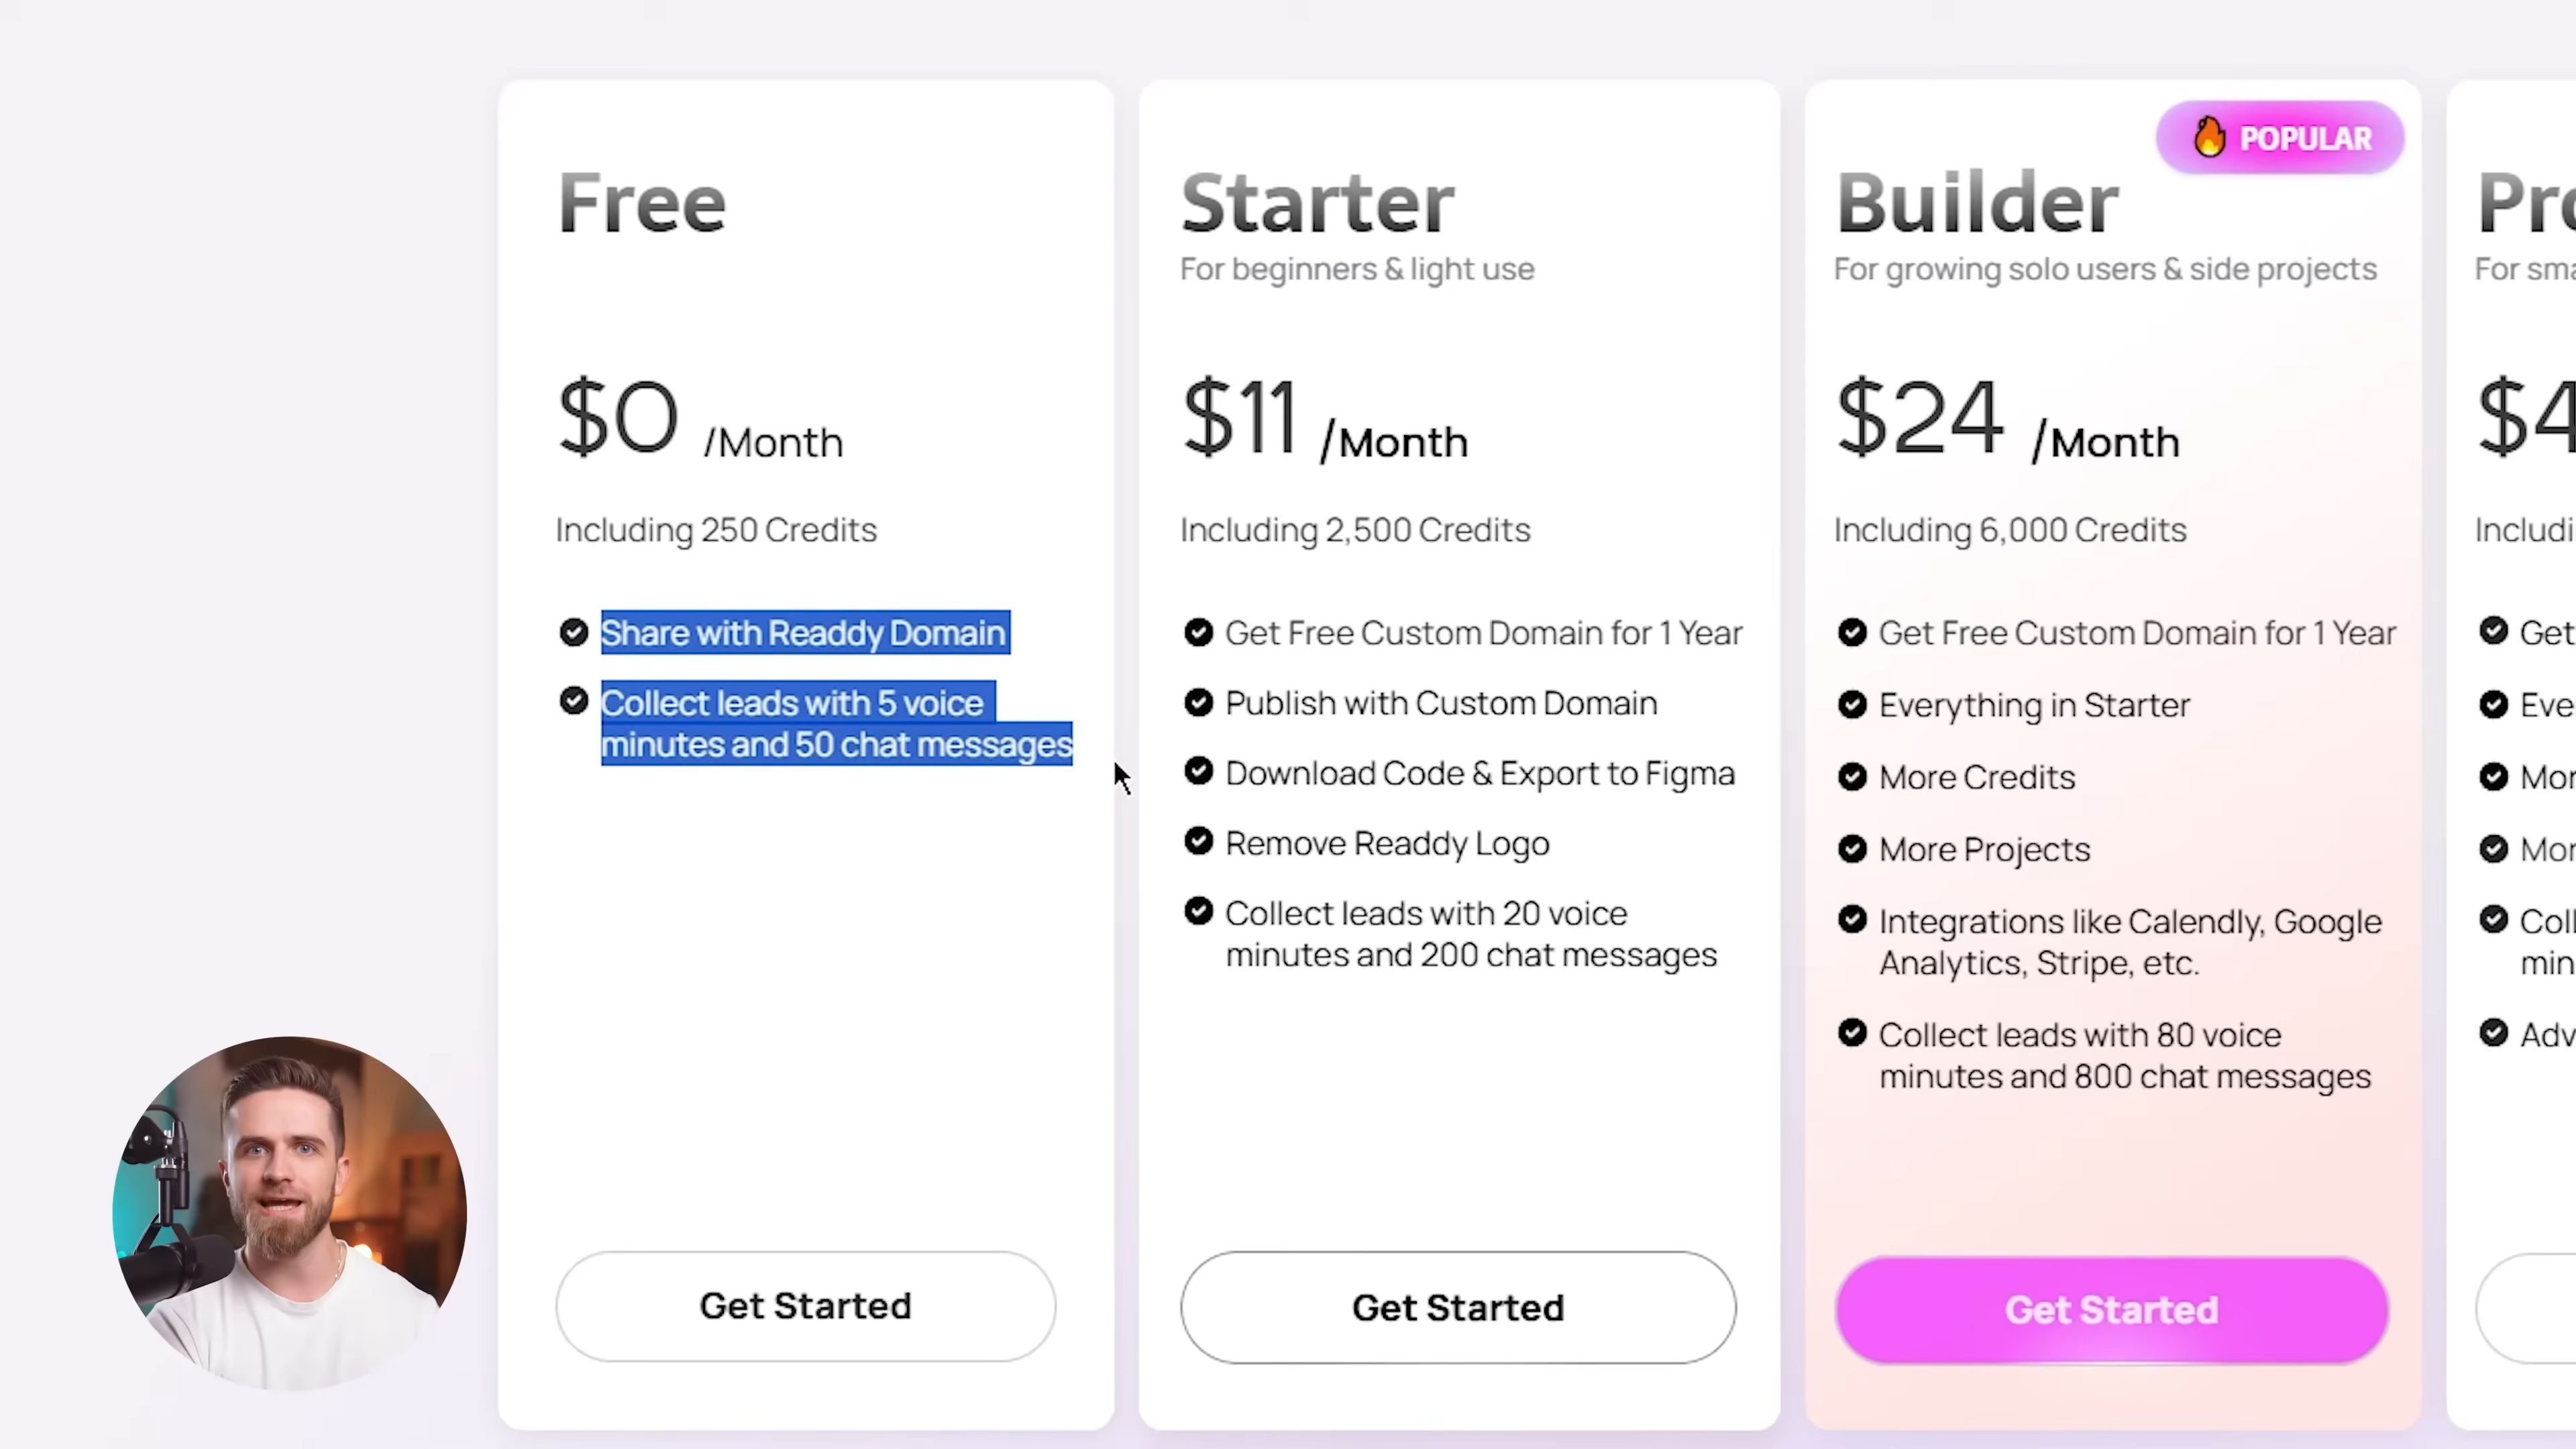 Free
$0 /Month
Including 250 Credits
Share with Readdy Domain
Collect leads with 5 voice
minutes and 50 chat messages
Get Started
Starter
For beginners & light use
$11 /Month
Including 2,500 Credits
Get Free Custom Domain for 1 Year
Publish with Custom Domain
Download Code & Export to Figma
Remove Readdy Logo
Collect leads with 20 voice
minutes and 200 chat messages
Get Started
POPULAR
Builder
For growing solo users & side projects
$24 /Month
Including 6,000 Credits
Get Free Custom Domain for 1 Year
Everything in Starter
More Credits
More Projects
Integrations like Calendly, Google
Analytics, Stripe, etc.
Collect leads with 80 voice
minutes and 800 chat messages
Get Started
For
Get